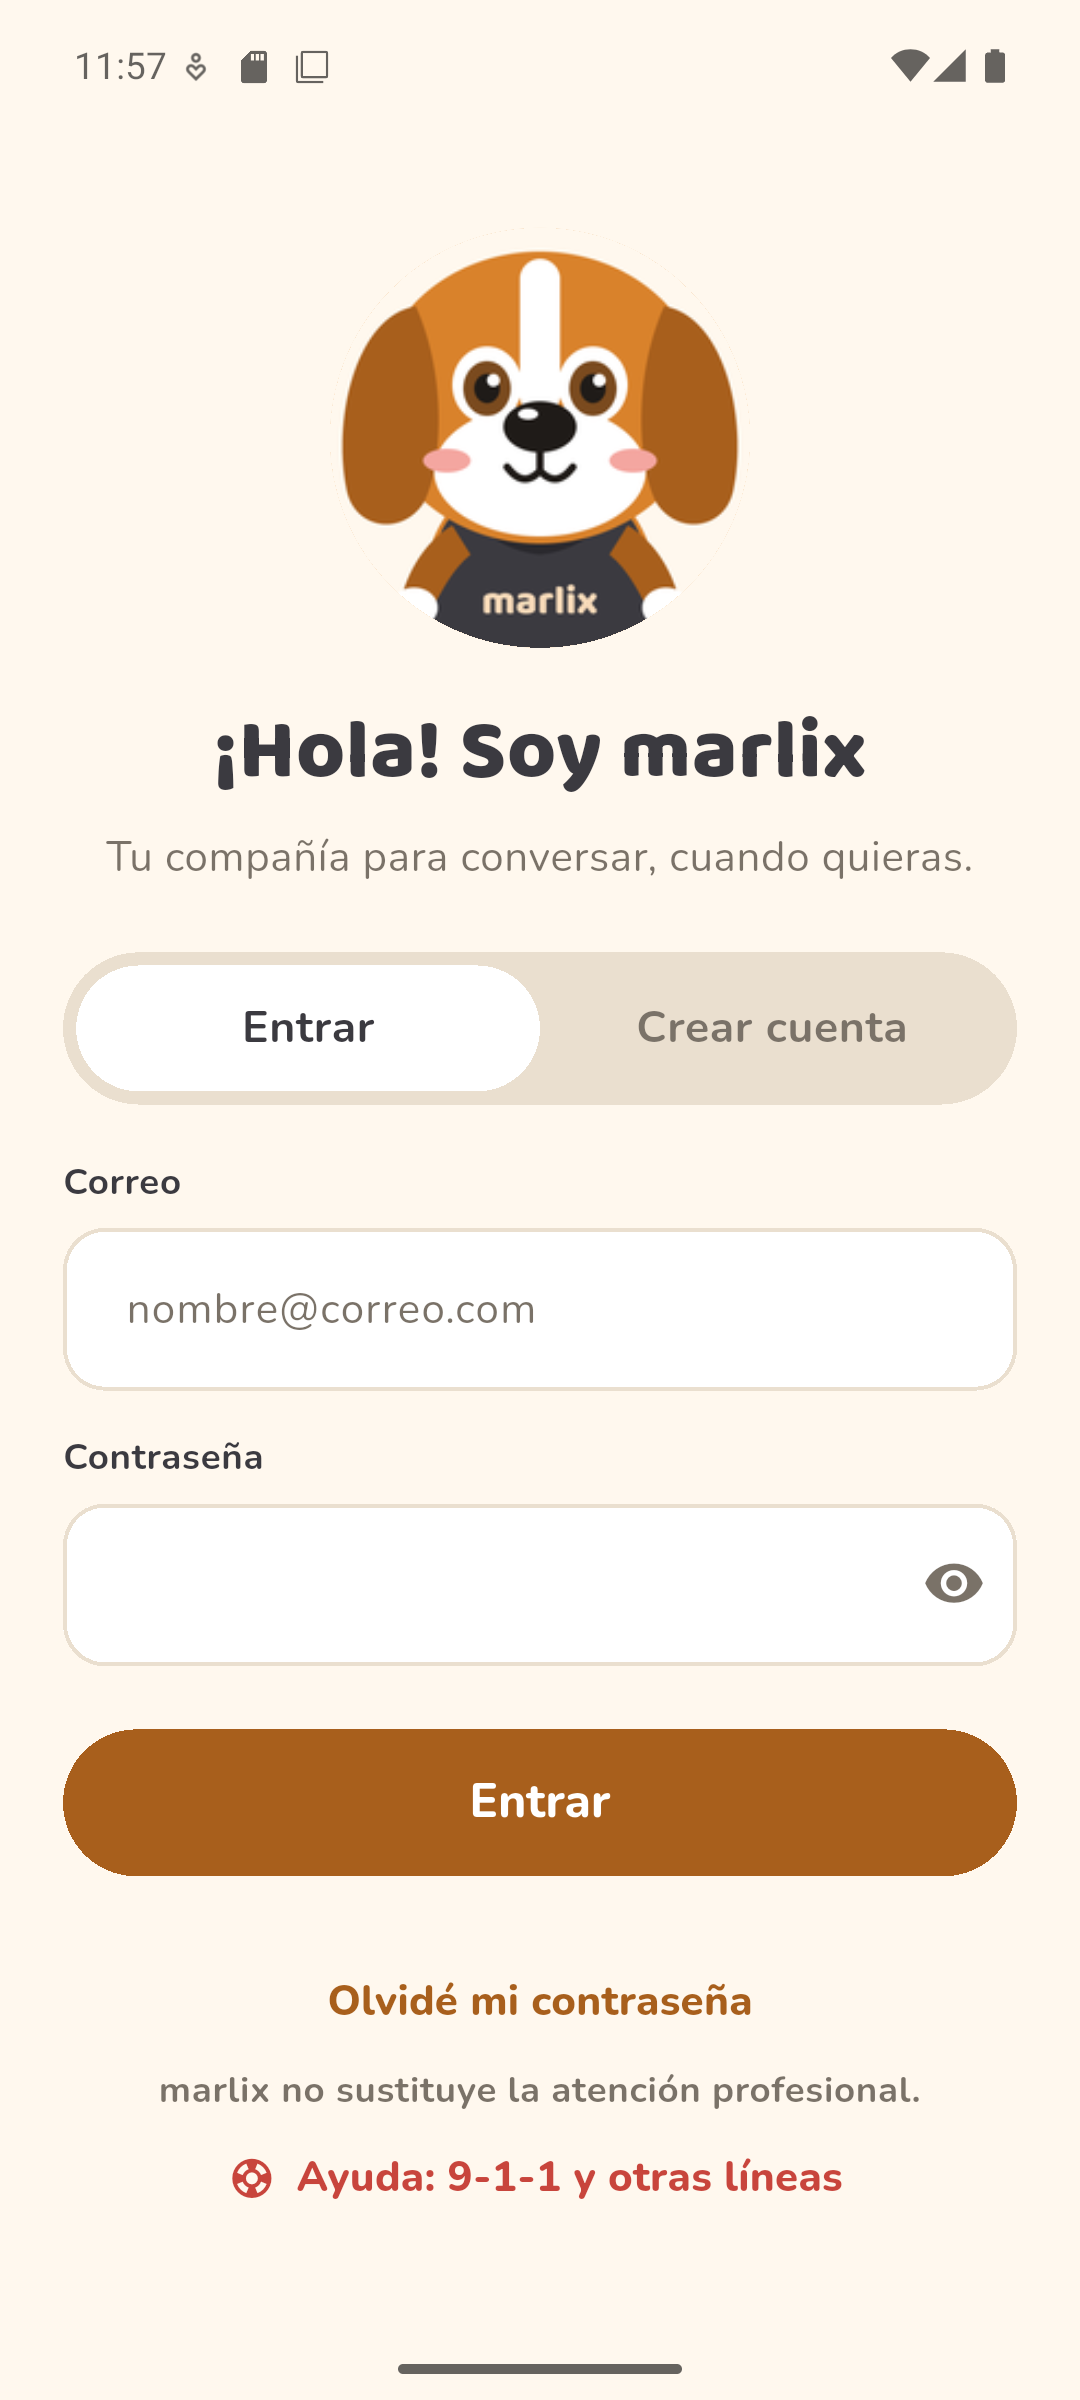 11:57
marlix
¡Hola! Soy marlix
Tu compañía para conversar, cuando quieras.
Entrar
Crear cuenta
Correo
nombre@correo.com
Contraseña
Entrar
Olvidé mi contraseña
marlix no sustituye la atención profesional.
Ayuda: 9-1-1 y otras líneas